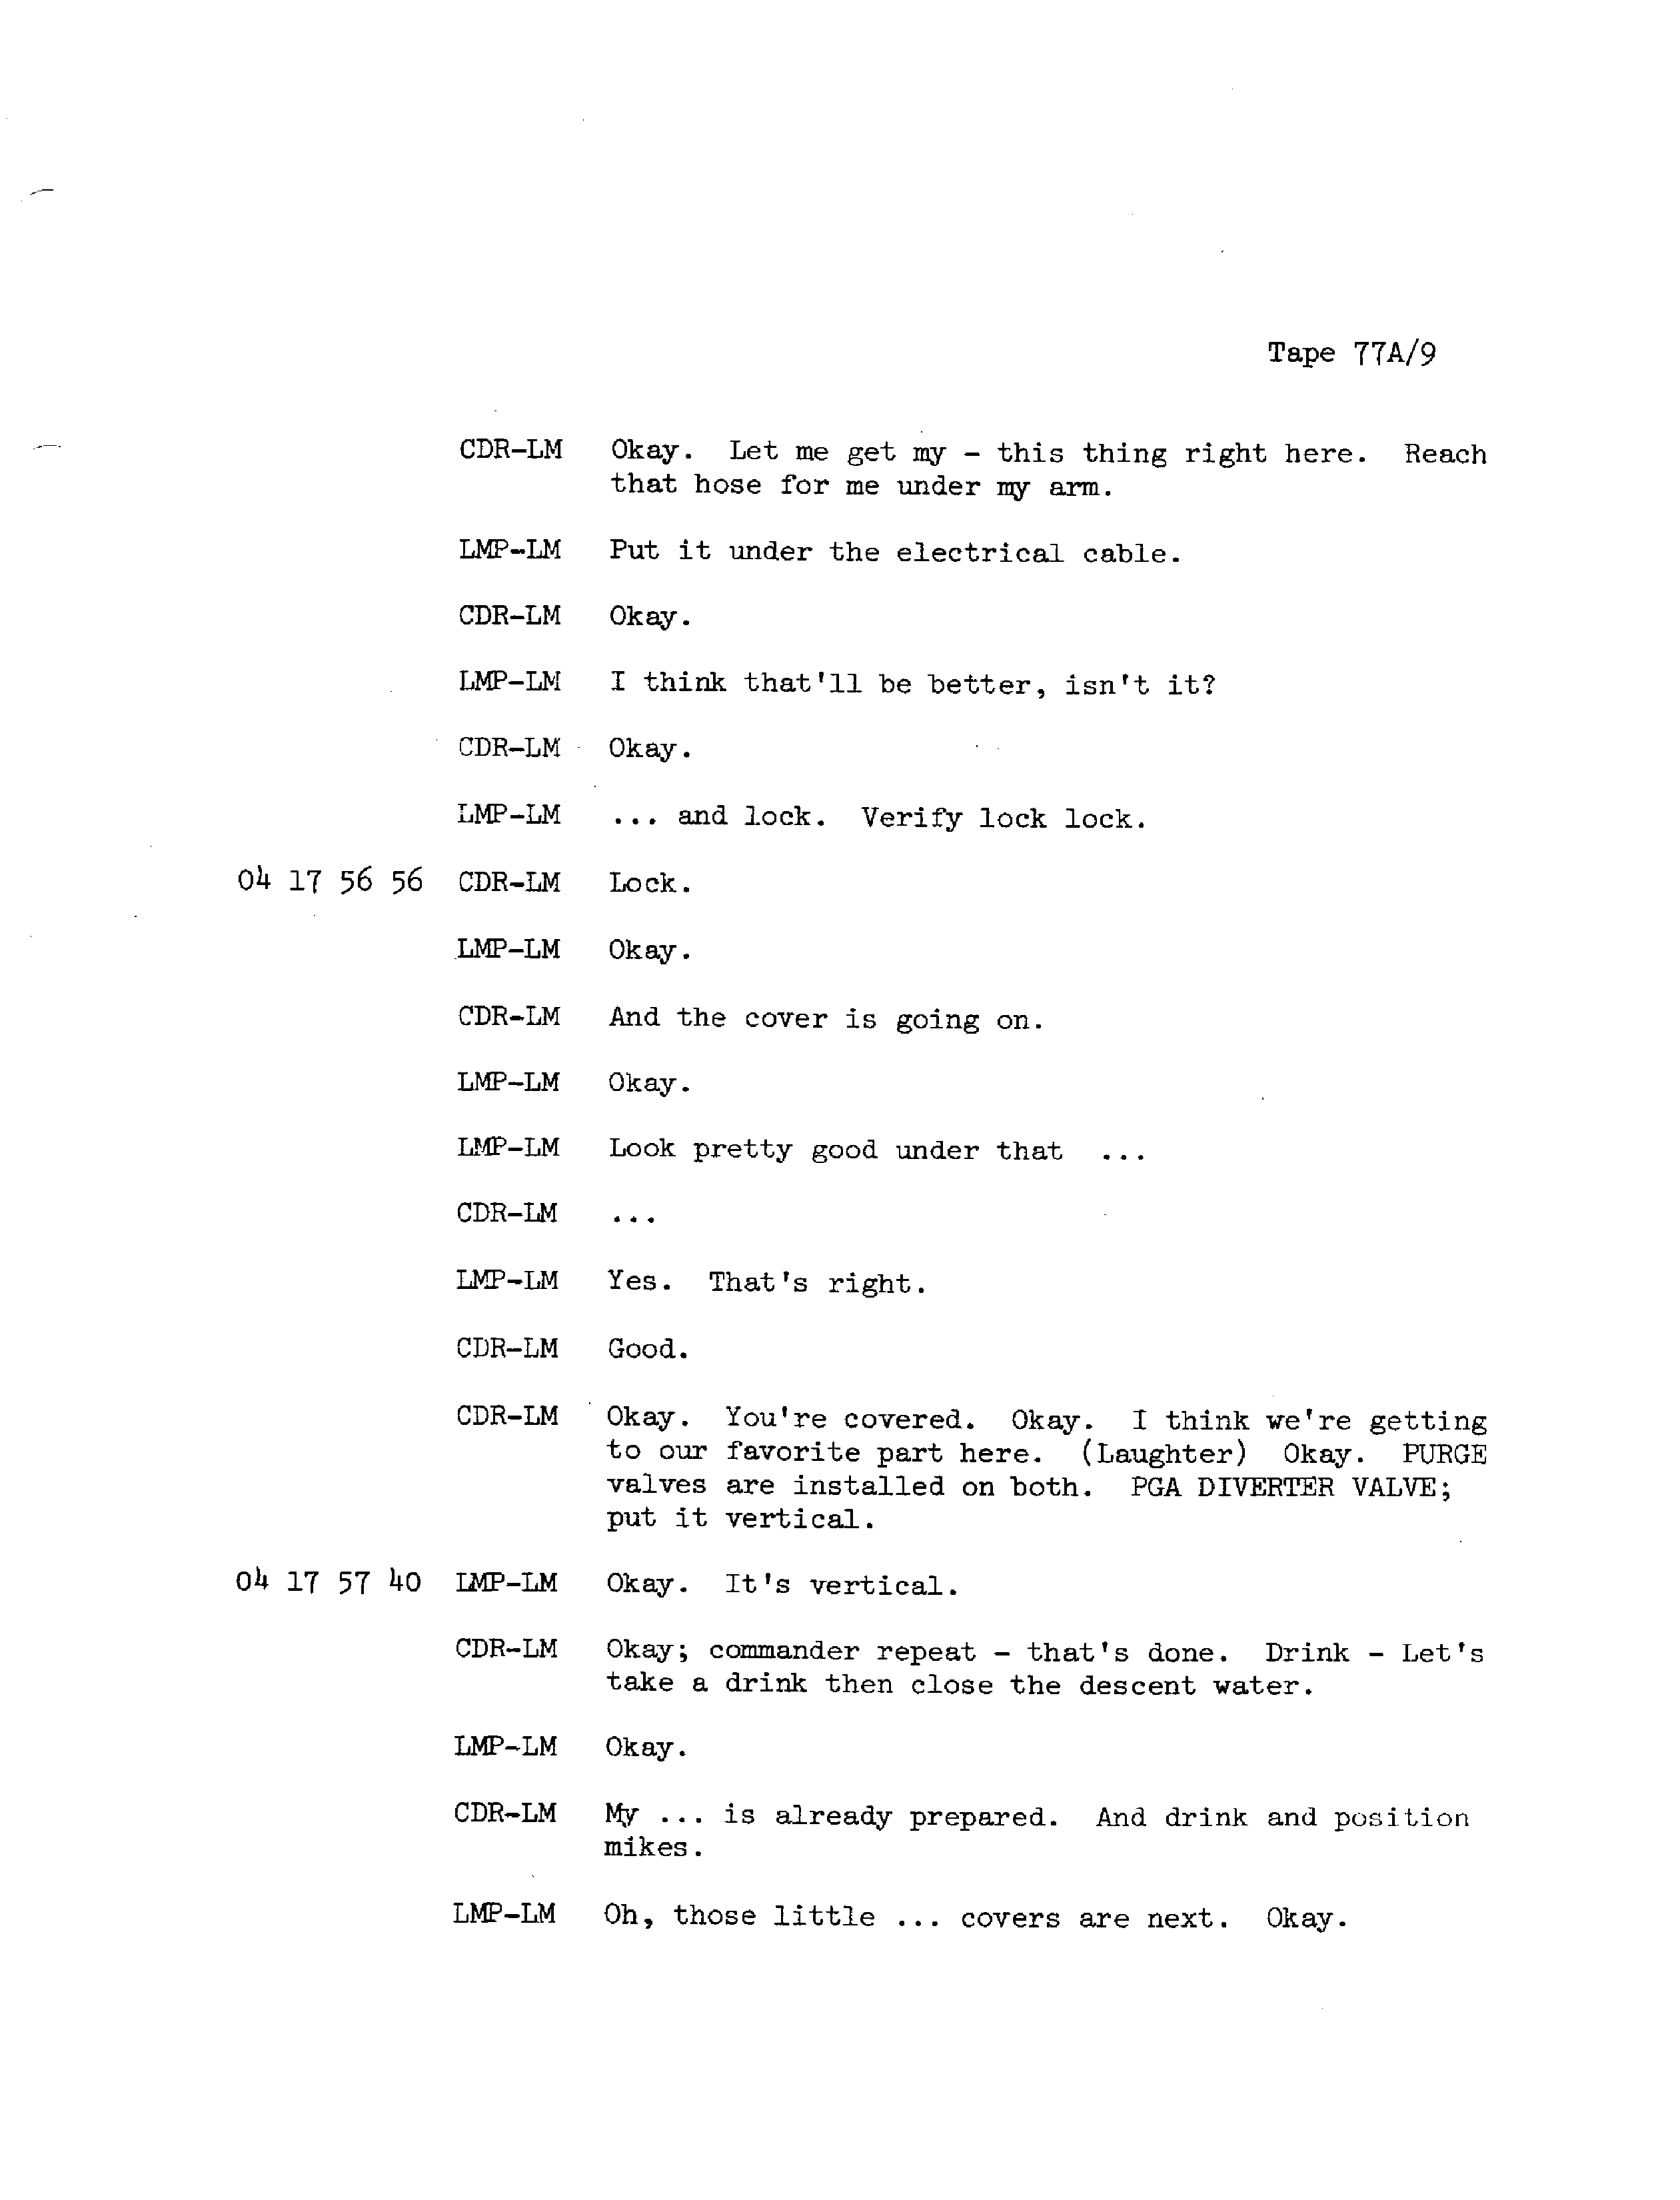 Tape 77A/9
CDR-LM Okay. Let me get my - this thing right here. Reach
that hose for me under my arm.
LMP-LM Put it under the electrical cable.
CDR-LM Okay.
LMP-LM I think that'll be better, isn't it?
CDR-LM Okay.
LMP-LM ... and lock. Verify lock lock.
04 17 56 56 CDR-LM Lock.
LMP-LM Okay.
CDR-LM And the cover is going on.
LMP-LM Okay.
LMP-LM Look pretty good under that ...
CDR-LM ...
LMP-LM Yes. That's right.
CDR-LM Good.
CDR-LM Okay. You're covered. Okay. I think we're getting
to our favorite part here. (Laughter) Okay. PURGE
valves are installed on both. PGA DIVERTER VALVE;
put it vertical.
04 17 57 40 LMP-LM Okay. It's vertical.
CDR-LM Okay; commander repeat - that's done. Drink - Let's
take a drink then close the descent water.
LMP-LM Okay.
CDR-LM My ... is already prepared. And drink and position
mikes.
LMP-LM Oh, those little ... covers are next. Okay.